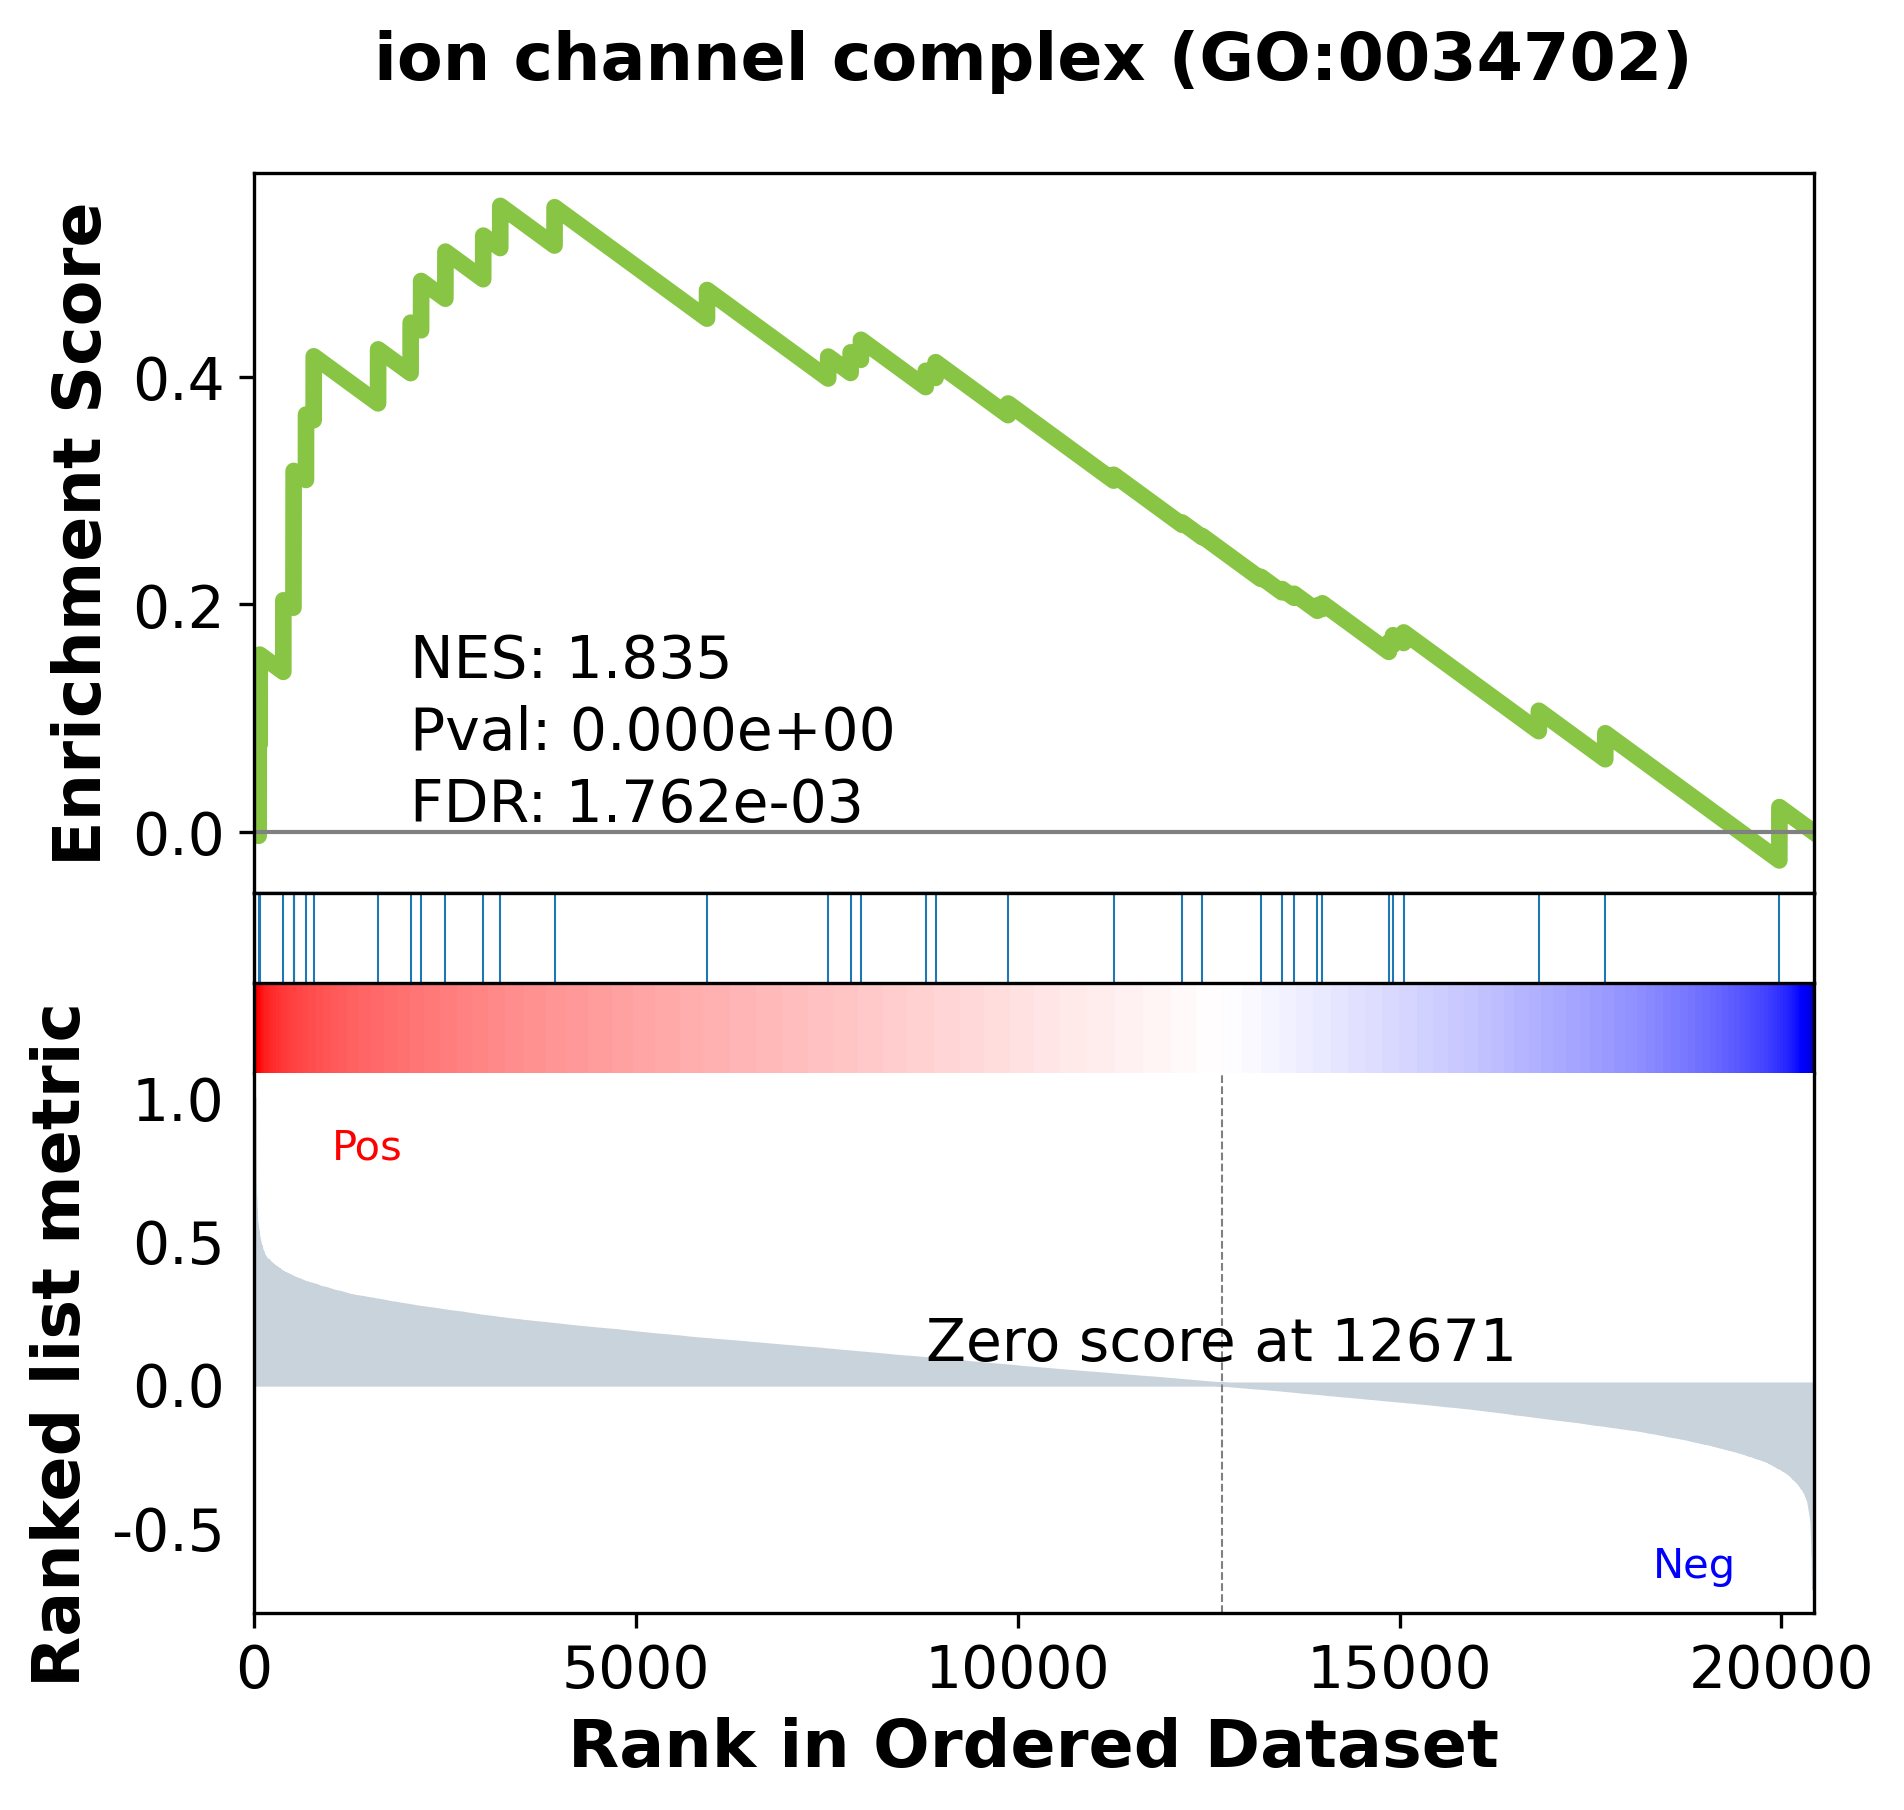 ion channel complex (GO:0034702)
Enrichment Score
0.4
0.2
0.0
NES: 1.835
Pval: 0.000e+00
FDR: 1.762e-03
Ranked list metric
1.0
0.5
0.0
-0.5
Pos
Zero score at 12671
Neg
0 5000 10000 15000 20000
Rank in Ordered Dataset